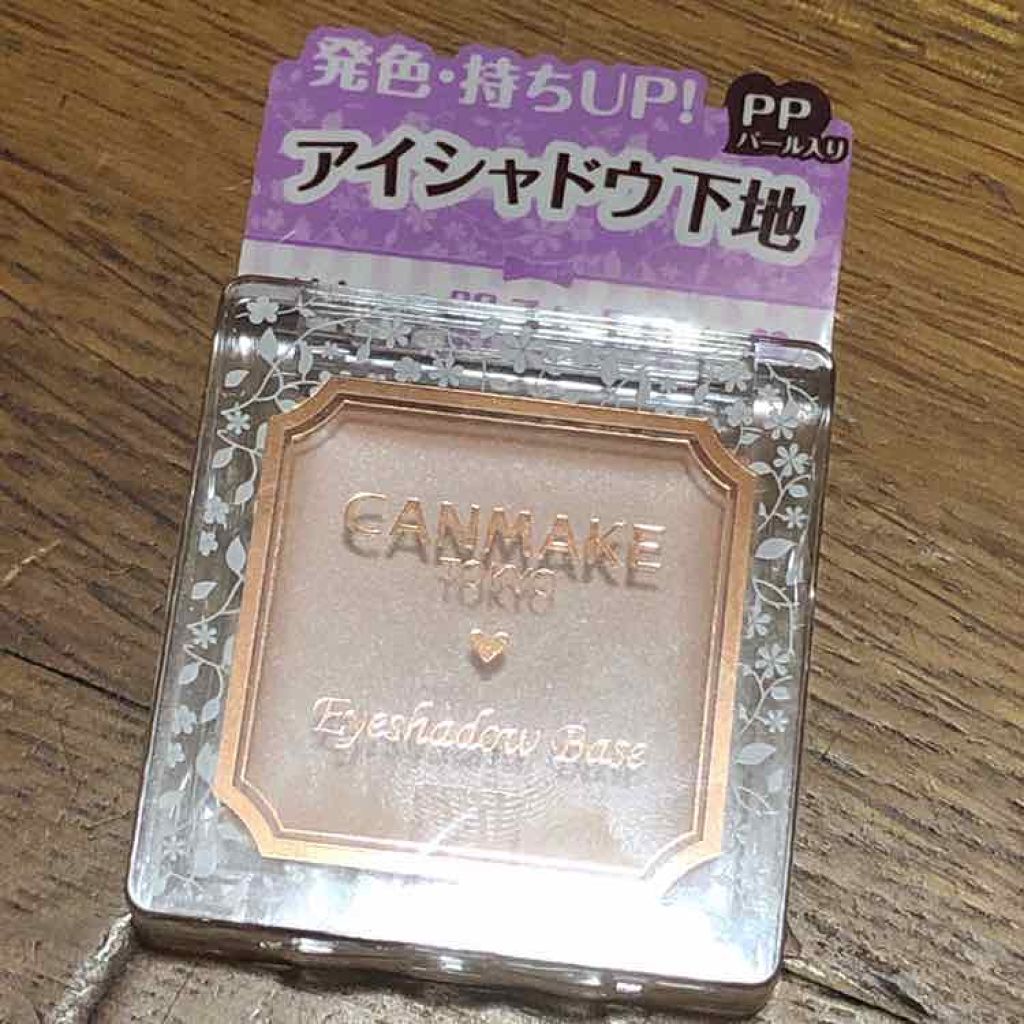 発色・持ちUP!
PP
パール入り
アイシャドウ下地
CANMAKE
TOKYO
Eyeshadow Base